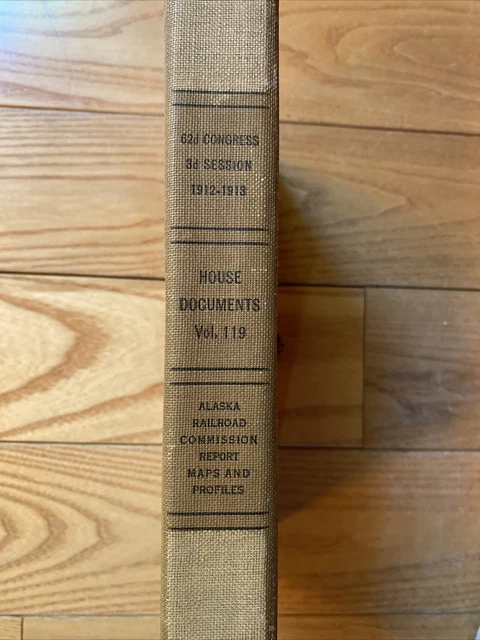 62d CONGRESS
3d SESSION
1912-1913
HOUSE
DOCUMENTS
Vol. 119
ALASKA
RAILROAD
COMMISSION
REPORT
MAPS AND
PROFILES